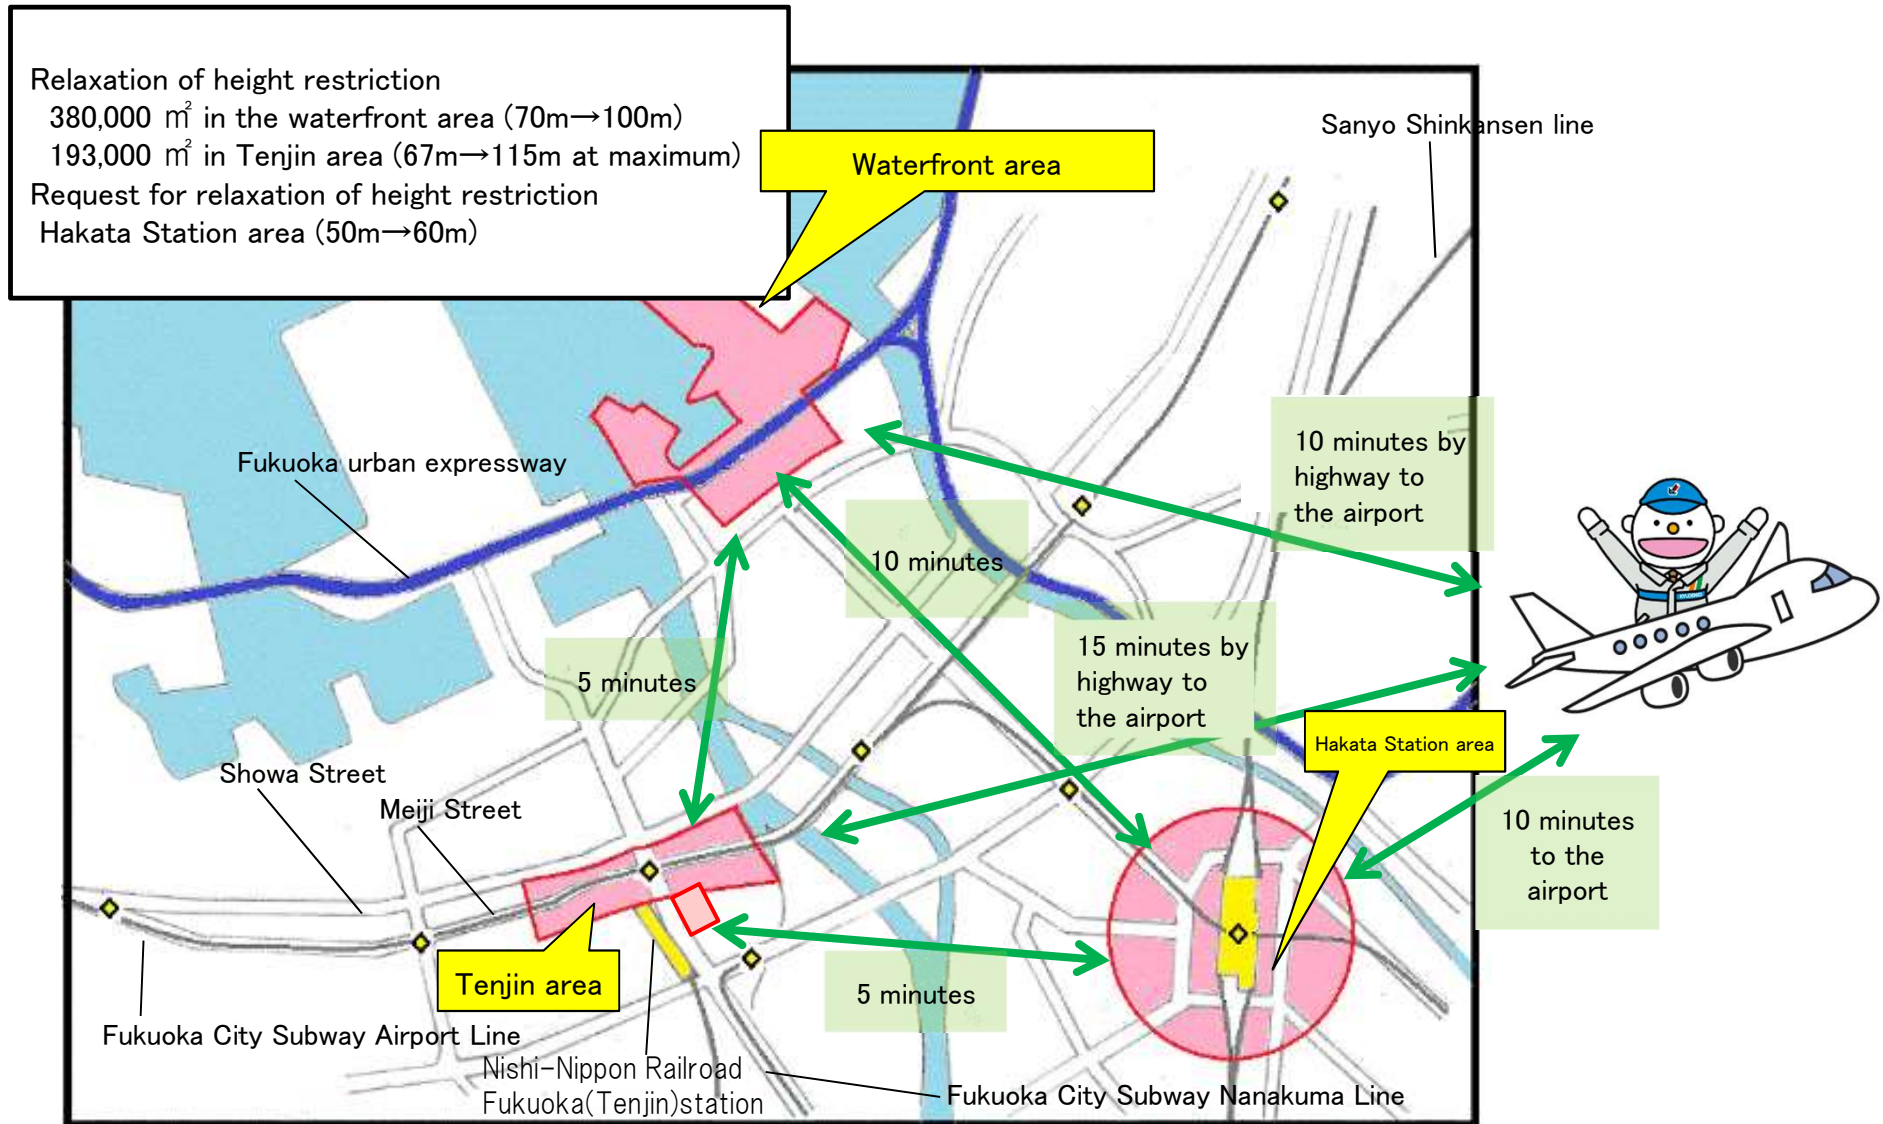 Relaxation of height restriction
380,000 ㎡ in the waterfront area (70m→100m)
193,000 ㎡ in Tenjin area (67m→115m at maximum)
Request for relaxation of height restriction
Hakata Station area (50m→60m)
Waterfront area
Sanyo Shinkansen line
Fukuoka urban expressway
10 minutes by
highway to
the airport
10 minutes
5 minutes
15 minutes by
highway to
the airport
Hakata Station area
Showa Street
Meiji Street
10 minutes
to the
airport
Tenjin area
5 minutes
Fukuoka City Subway Airport Line
Nishi-Nippon Railroad
Fukuoka(Tenjin)station
Fukuoka City Subway Nanakuma Line